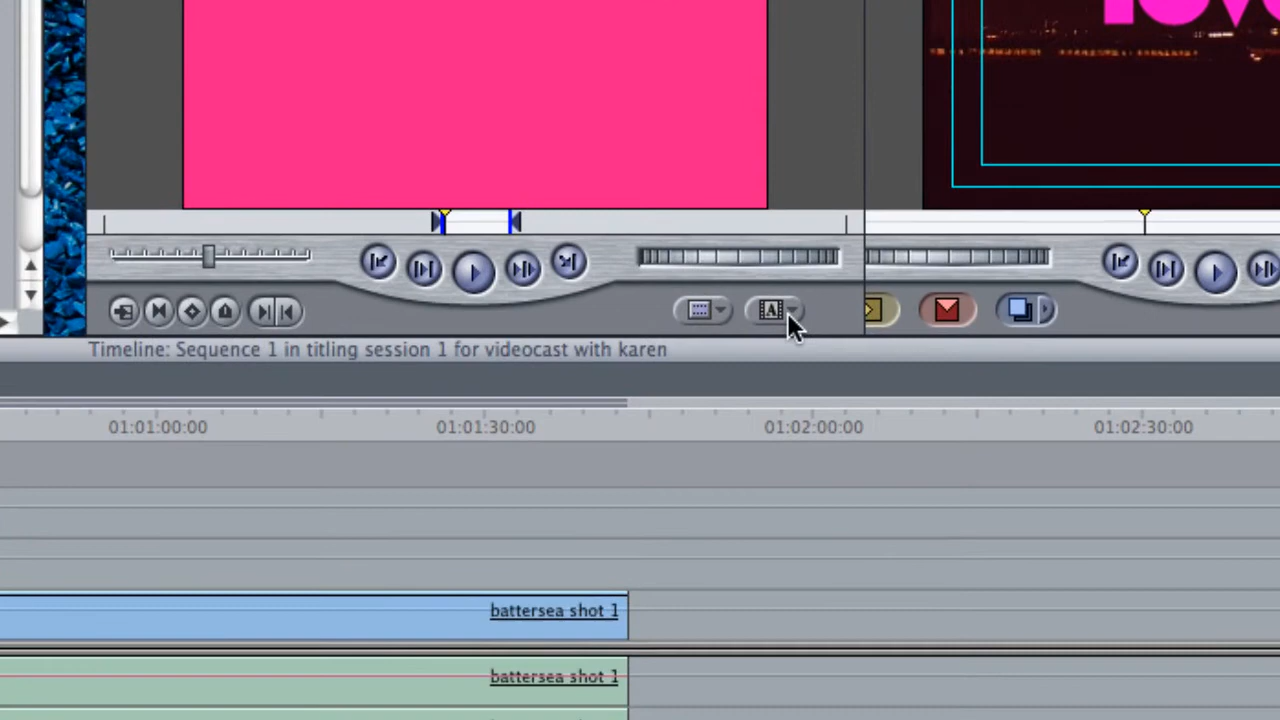 love
A
Timeline: Sequence 1 in titling session 1 for videocast with karen
01:01:00:00 01:01:30:00 01:02:00:00 01:02:30:00
battersea shot 1
battersea shot 1